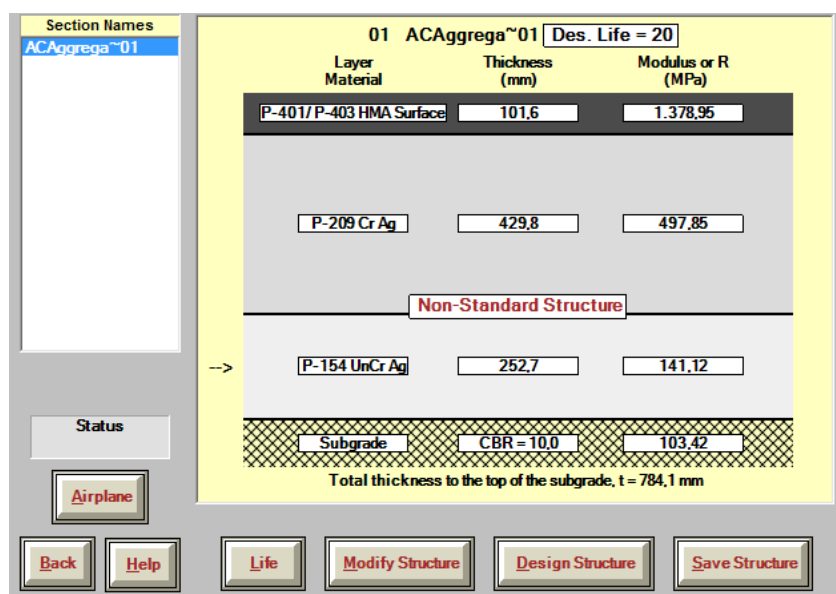 Section Names
ACAggrega~01
01 ACAggrega~01 Des. Life = 20
Layer Material
Thickness (mm)
Modulus or R (MPa)
P-401/ P-403 HMA Surface 101,6 1.378,95
P-209 Cr Ag 429,8 497,85
Non-Standard Structure
--> P-154 UnCr Ag 252,7 141,12
Subgrade CBR = 10,0 103,42
Total thickness to the top of the subgrade, t = 784,1 mm
Status
Airplane
Back Help Life Modify Structure Design Structure Save Structure